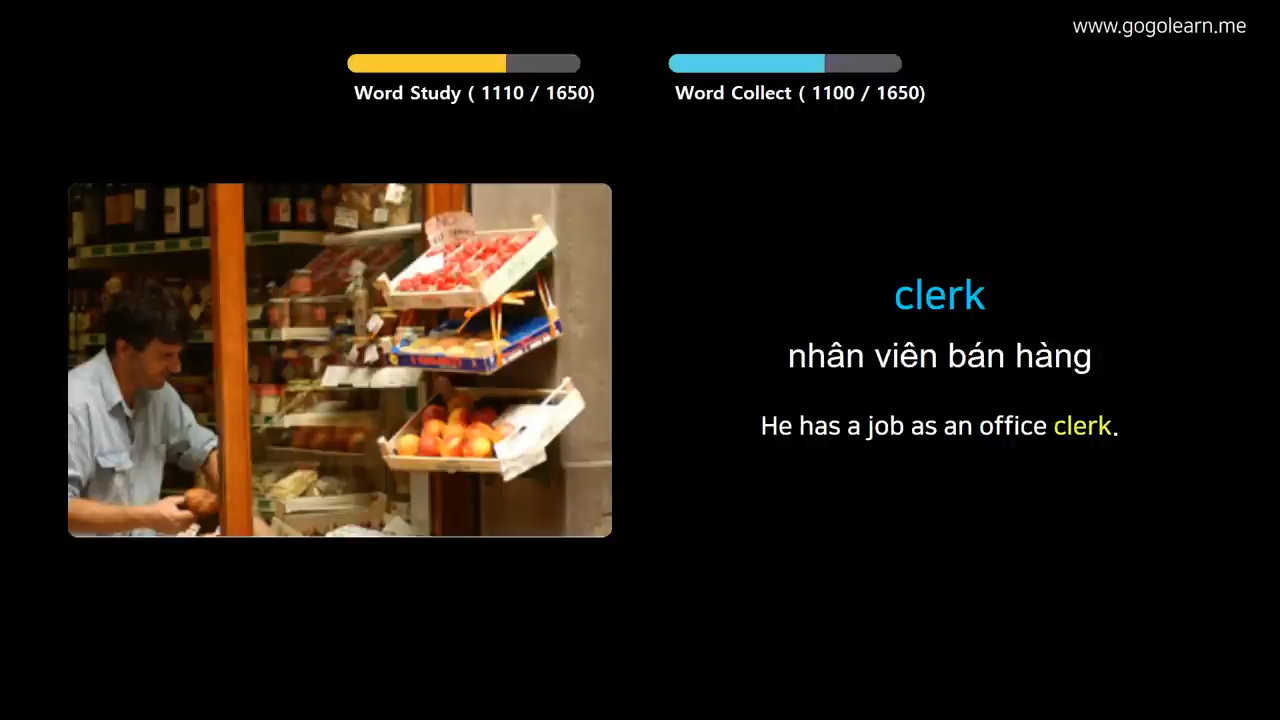 www.gogolearn.me
Word Study ( 1110 / 1650)
Word Collect ( 1100 / 1650)
clerk
nhân viên bán hàng
He has a job as an office clerk.